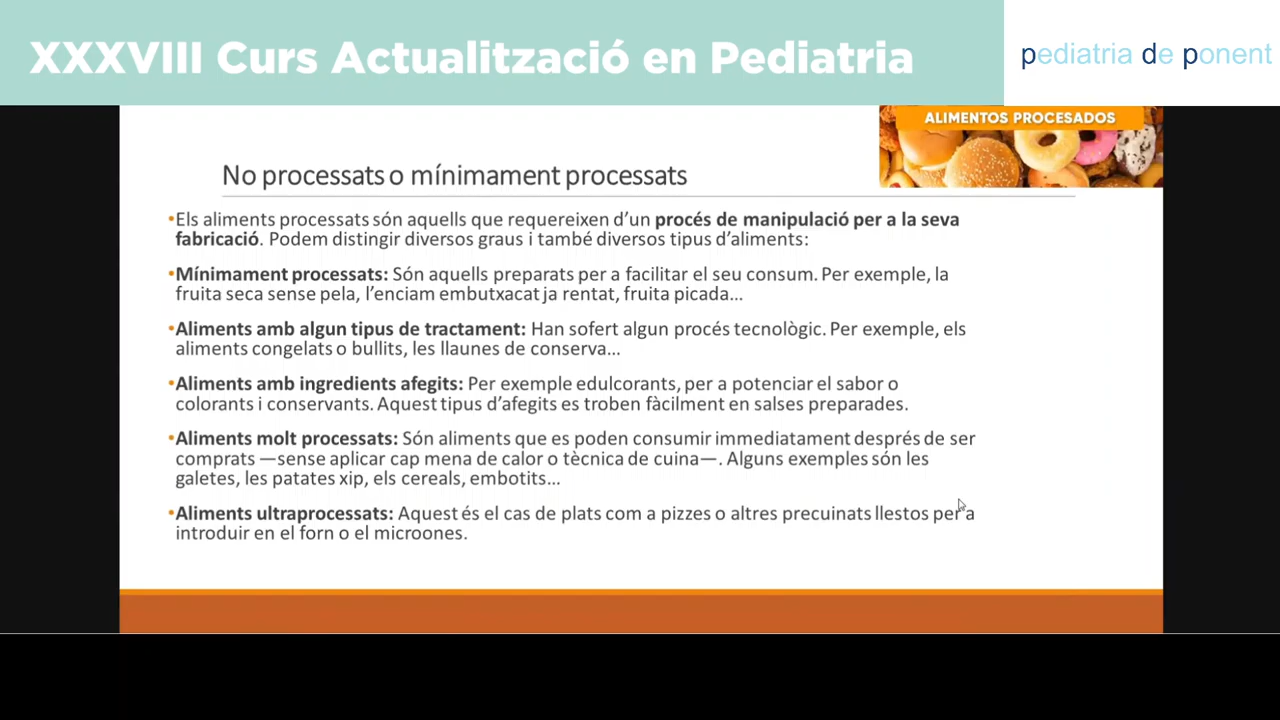 XXXVIII Curs Actualització en Pediatria
pediatria de ponent
ALIMENTOS PROCESADOS
No processats o mínimament processats
•Els aliments processats són aquells que requereixen d'un procés de manipulació per a la seva
fabricació. Podem distingir diversos graus i també diversos tipus d'aliments:
•Mínimament processats: Són aquells preparats per a facilitar el seu consum. Per exemple, la
fruita seca sense pela, l'enciam embutxacat ja rentat, fruita picada...
•Aliments amb algun tipus de tractament: Han sofert algun procés tecnològic. Per exemple, els
aliments congelats o bullits, les llaunes de conserva...
•Aliments amb ingredients afegits: Per exemple edulcorants, per a potenciar el sabor o
colorants i conservants. Aquest tipus d'afegits es troben fàcilment en salses preparades.
•Aliments molt processats: Són aliments que es poden consumir immediatament després de ser
comprats —sense aplicar cap mena de calor o tècnica de cuina—. Alguns exemples són les
galetes, les patates xip, els cereals, embotits...
•Aliments ultraprocessats: Aquest és el cas de plats com a pizzes o altres precuinats llestos per a
introduir en el forn o el microones.